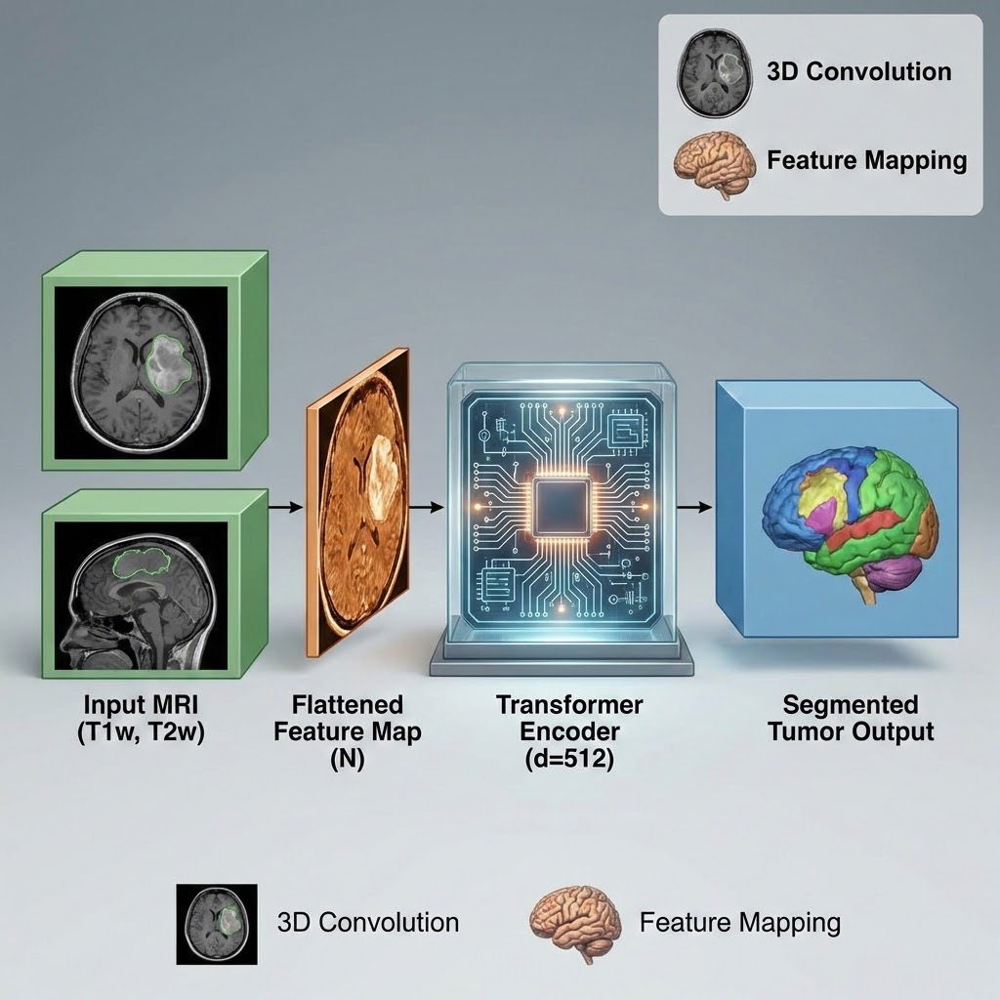 3D Convolution
Feature Mapping
Input MRI
(T1w, T2w)
Flattened
Feature Map
(N)
Transformer
Encoder
(d=512)
Segmented
Tumor Output
3D Convolution
Feature Mapping